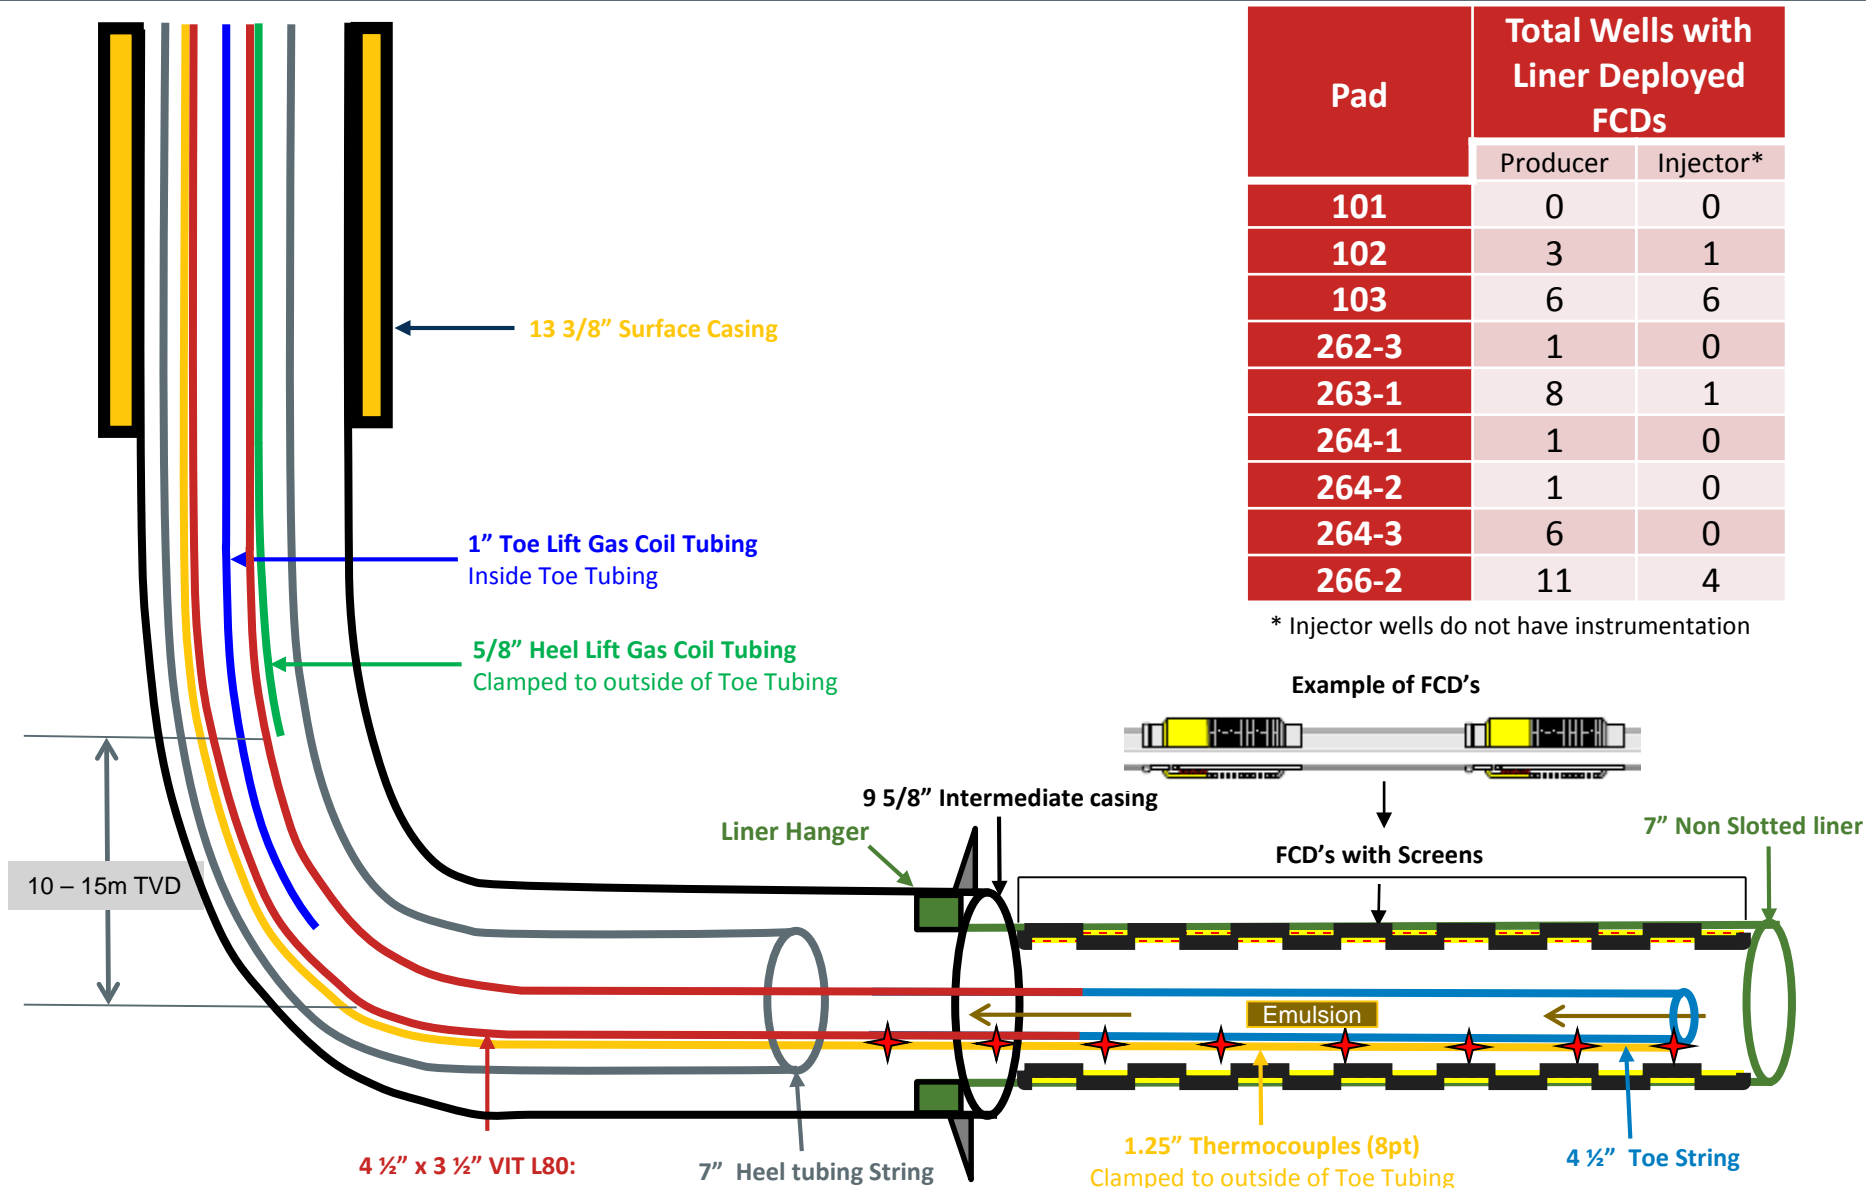 Pad
Total Wells with
Liner Deployed
FCDs
Producer Injector*
101 0 0
102 3 1
103 6 6
262-3 1 0
263-1 8 1
264-1 1 0
264-2 1 0
264-3 6 0
266-2 11 4
* Injector wells do not have instrumentation
13 3/8” Surface Casing
1” Toe Lift Gas Coil Tubing
Inside Toe Tubing
5/8” Heel Lift Gas Coil Tubing
Clamped to outside of Toe Tubing
Example of FCD's
9 5/8” Intermediate casing
Liner Hanger
7” Non Slotted liner
FCD's with Screens
10 – 15m TVD
Emulsion
4 ½” x 3 ½” VIT L80:
7” Heel tubing String
1.25” Thermocouples (8pt)
Clamped to outside of Toe Tubing
4 ½” Toe String